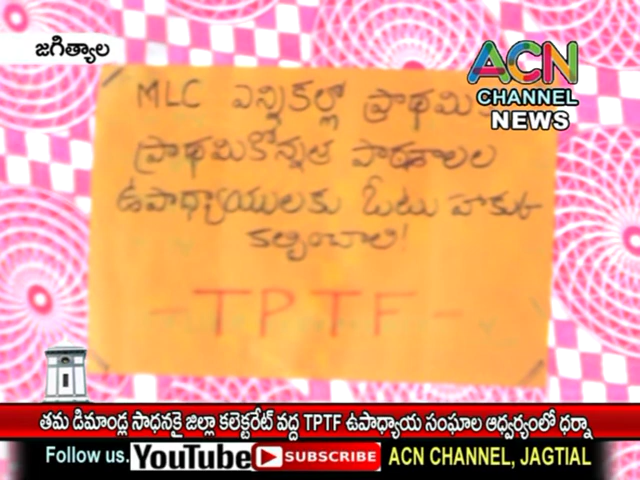 జగిత్యాల
ACN
CHANNEL
NEWS
MLC ఎన్నికల్లో ప్రాథమిక
ప్రాథమికోన్నత పాఠశాలల
ఉపాధ్యాయులకు ఓటు హక్కు
కల్పించాలి!
- TPTF -
తమ డిమాండ్ల సాధనకై జిల్లా కలెక్టరేట్ వద్ద TPTF ఉపాధ్యాయ సంఘాల ఆధ్వర్యంలో ధర్నా
Follow us. YouTube SUBSCRIBE ACN CHANNEL, JAGTIAL